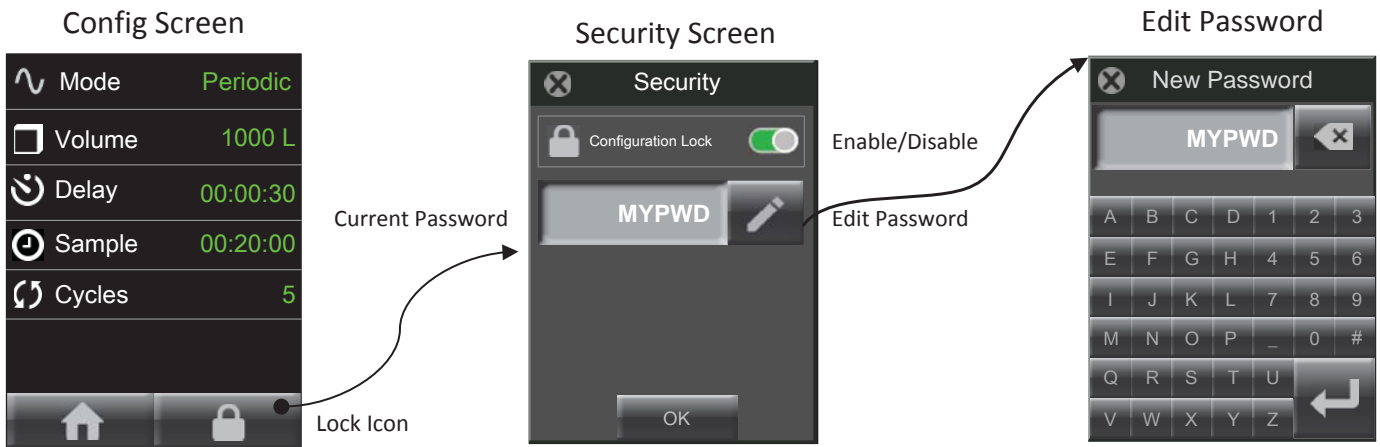 Config Screen
Mode Periodic
Volume 1000 L
Delay 00:00:30
Sample 00:20:00
Cycles 5
Lock Icon
Current Password
Security Screen
Security
Configuration Lock
MYPWD
OK
Enable/Disable
Edit Password
Edit Password
New Password
MYPWD
A B C D 1 2 3
E F G H 4 5 6
I J K L 7 8 9
M N O P _ 0 #
Q R S T U
V W X Y Z